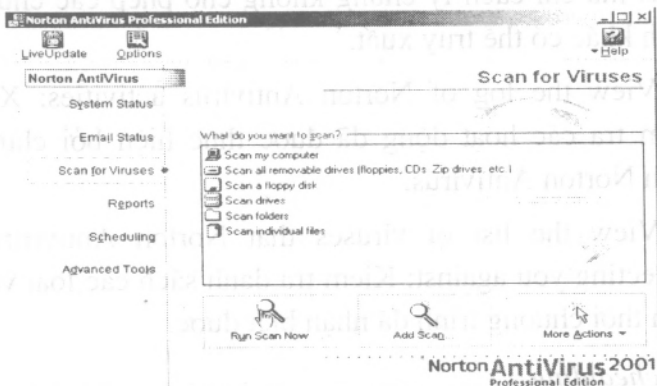 Norton AntiVirus Professional Edition
LiveUpdate Options Help
Norton AntiVirus
Scan for Viruses
System Status
Email Status
Scan for Viruses
Reports
Scheduling
Advanced Tools
What do you want to scan?
Scan my computer
Scan all removable drives (floppies, CDs, Zip drives, etc.)
Scan a floppy disk
Scan drives
Scan folders
Scan individual files
Run Scan Now
Add Scan
More Actions
Norton AntiVirus 2001
Professional Edition